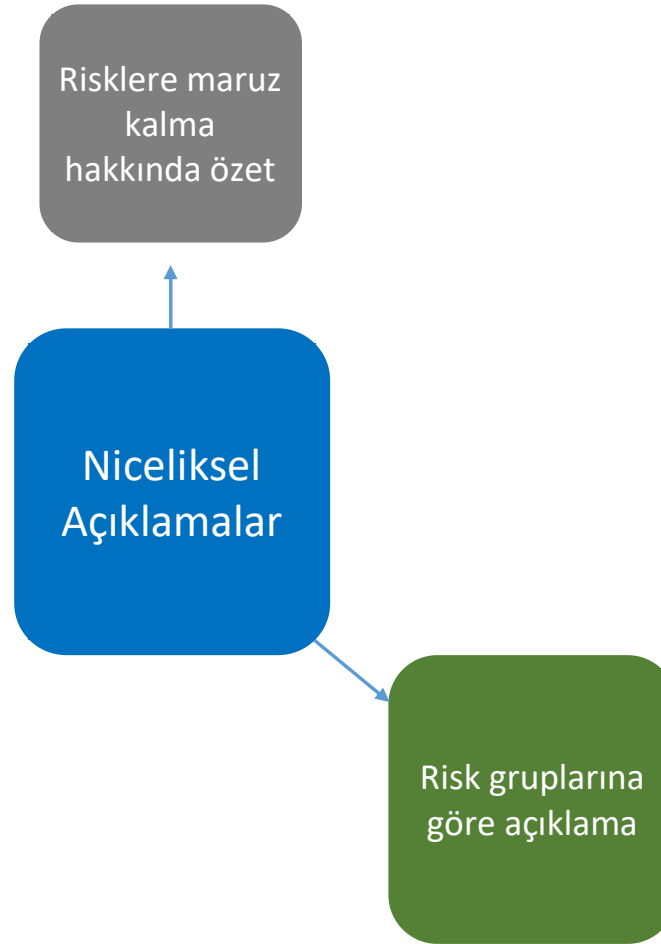 Risklere maruz
kalma
hakkında özet
Niceliksel
Açıklamalar
Risk gruplarına
göre açıklama